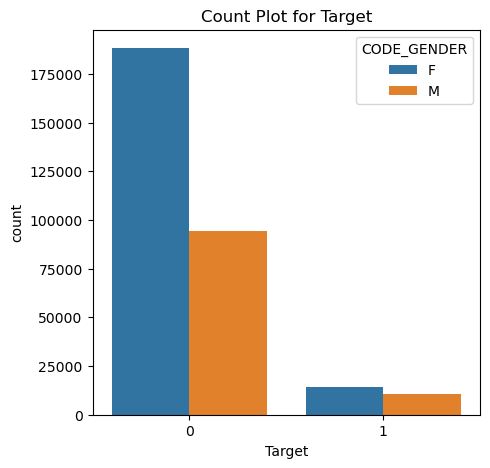 Count Plot for Target
CODE_GENDER
F
M
175000
150000
125000
100000
75000
50000
25000
0
count
0
1
Target